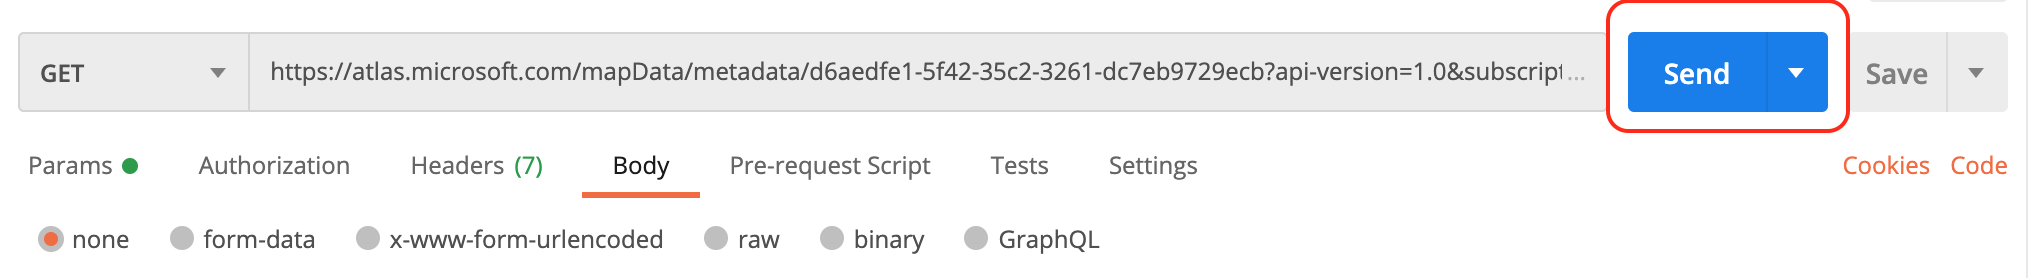 GET https://atlas.microsoft.com/mapData/metadata/d6aedfe1-5f42-35c2-3261-dc7eb9729ecb?api-version=1.0&subscript... Send Save
Params Authorization Headers (7) Body Pre-request Script Tests Settings Cookies Code
none form-data x-www-form-urlencoded raw binary GraphQL